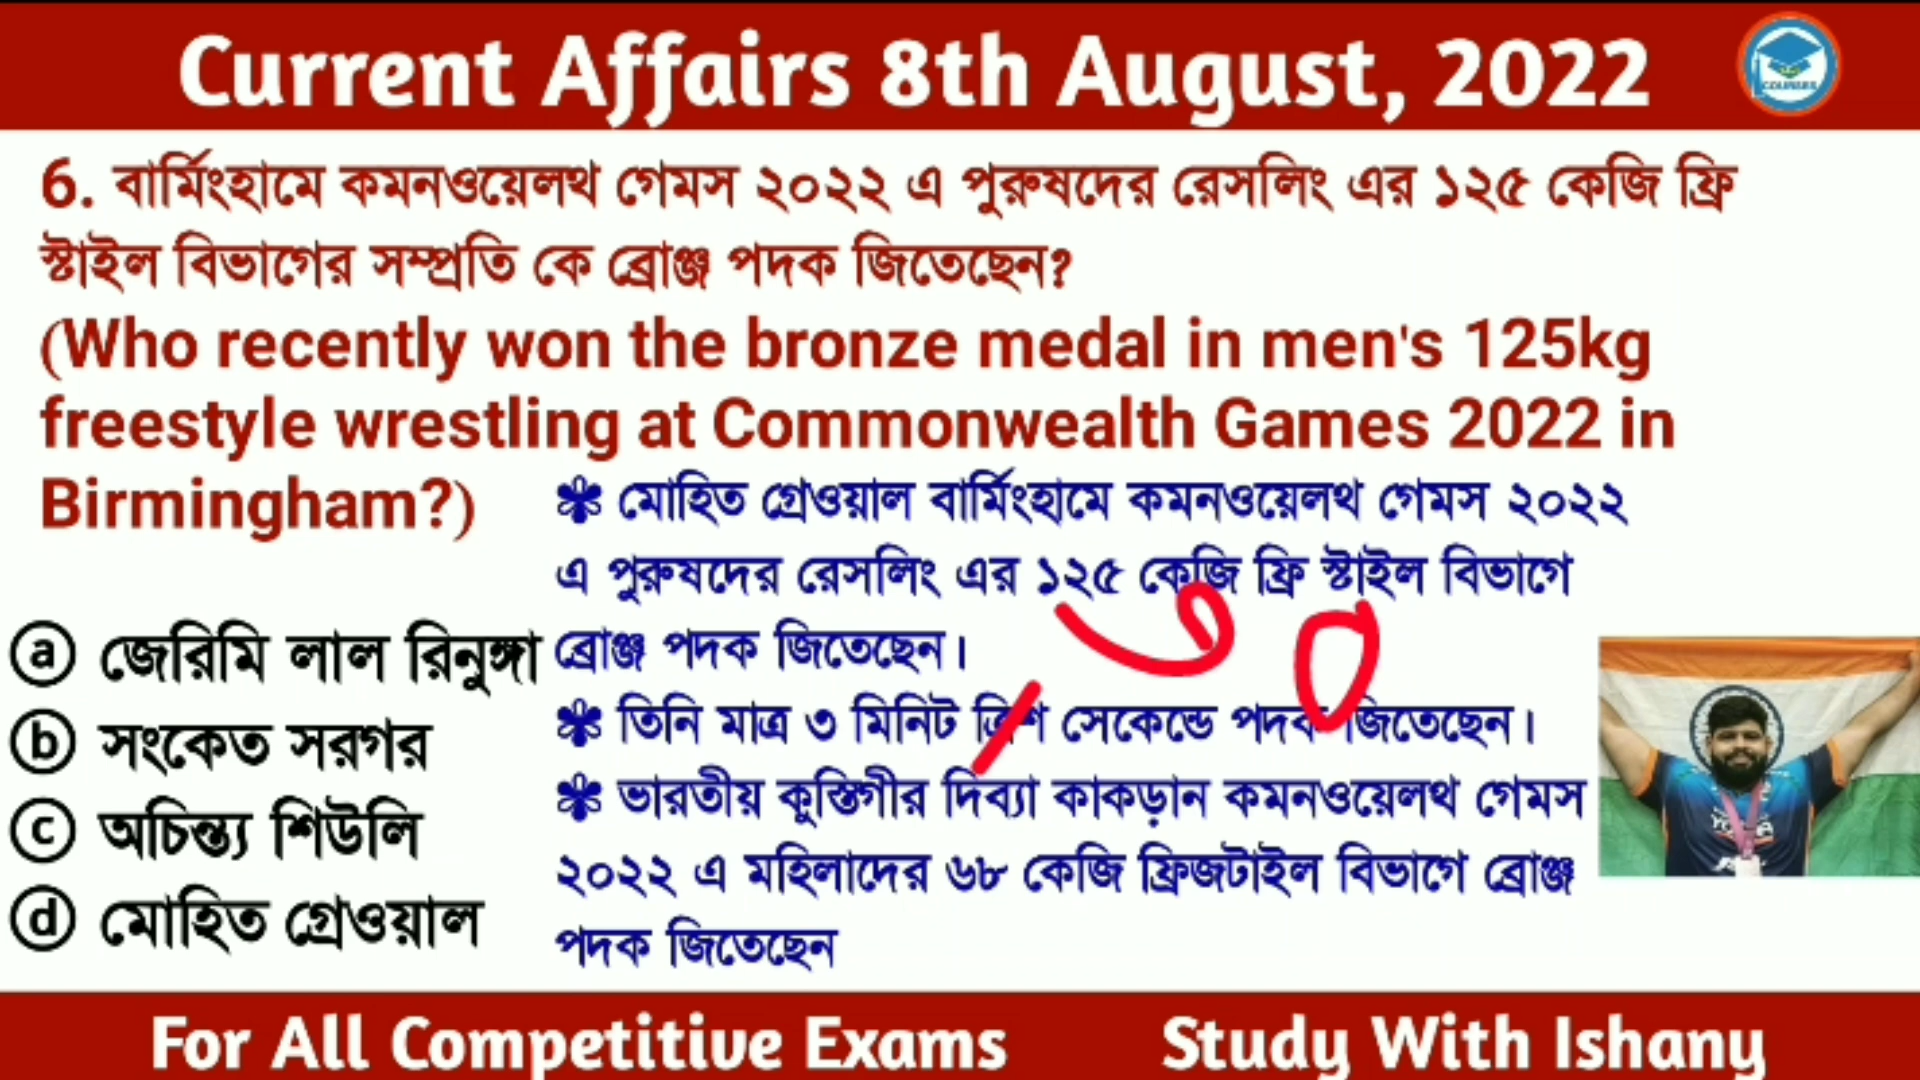 Current Affairs 8th August, 2022
COURSES
6. বার্মিংহামে কমনওয়েলথ গেমস ২০২২ এ পুরুষদের রেসলিং এর ১২৫ কেজি ফ্রি
স্টাইল বিভাগের সম্প্রতি কে ব্রোঞ্জ পদক জিতেছেন?
(Who recently won the bronze medal in men's 125kg
freestyle wrestling at Commonwealth Games 2022 in
Birmingham?)
ⓐ জেরিমি লাল রিনুঙ্গা
ⓑ সংকেত সরগর
ⓒ অচিন্ত্য শিউলি
ⓓ মোহিত গ্রেওয়াল
✽ মোহিত গ্রেওয়াল বার্মিংহামে কমনওয়েলথ গেমস ২০২২
এ পুরুষদের রেসলিং এর ১২৫ কেজি ফ্রি স্টাইল বিভাগে
ব্রোঞ্জ পদক জিতেছেন।
✽ তিনি মাত্র ৩ মিনিট ত্রিশ সেকেন্ডে পদক জিতেছেন।
✽ ভারতীয় কুস্তিগীর দিব্যা কাকড়ান কমনওয়েলথ গেমস
২০২২ এ মহিলাদের ৬৮ কেজি ফ্রিজটাইল বিভাগে ব্রোঞ্জ
পদক জিতেছেন
For All Competitive Exams
Study With Ishany